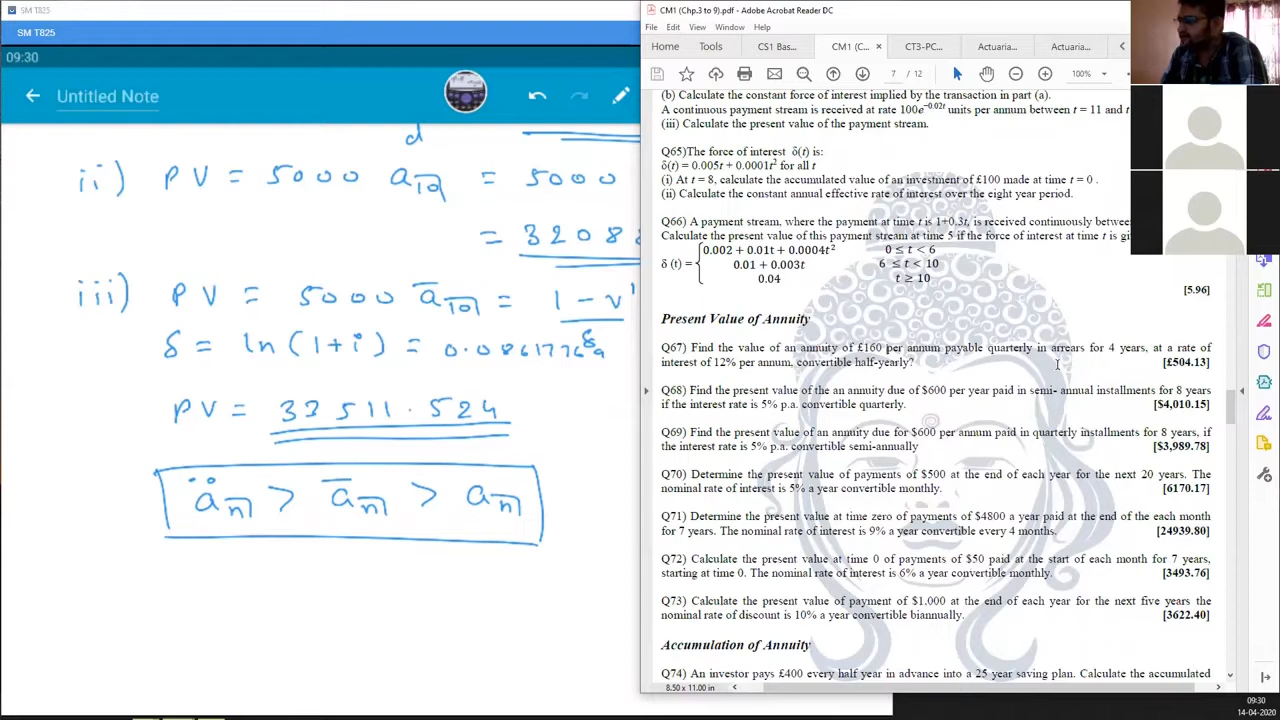 SM T825
SM T825
09:30
Untitled Note
d
ii) PV = 5000 a10 = 5000
= 3208
iii) PV = 5000 a̅10 = 1 - v
δ = ln(1+i) = 0.08617768
PV = 33511.524
än > a̅n > an
CM1 (Chp.3 to 9).pdf - Adobe Acrobat Reader DC
File Edit View Window Help
Home Tools CS1 Bas... CM1 (C... × CT3-PC... Actuaria... Actuaria...
7 / 12 100%
(b) Calculate the constant force of interest implied by the transaction in part (a).
A continuous payment stream is received at rate 100e^−0.02t units per annum between t = 11 and t
(iii) Calculate the present value of the payment stream.
Q65)The force of interest δ(t) is:
δ(t) = 0.005t + 0.0001t² for all t
(i) At t = 8, calculate the accumulated value of an investment of £100 made at time t = 0 .
(ii) Calculate the constant annual effective rate of interest over the eight year period.
Q66) A payment stream, where the payment at time t is 1+0.3t, is received continuously betwee
Calculate the present value of this payment stream at time 5 if the force of interest at time t is gi
0.002 + 0.01t + 0.0004t² 0 ≤ t < 6
δ (t) = { 0.01 + 0.003t 6 ≤ t < 10
0.04 t ≥ 10
[5.96]
Present Value of Annuity
Q67) Find the value of an annuity of £160 per annum payable quarterly in arrears for 4 years, at a rate of
interest of 12% per annum, convertible half-yearly? [£504.13]
Q68) Find the present value of the an annuity due of $600 per year paid in semi- annual installments for 8 years
if the interest rate is 5% p.a. convertible quarterly. [$4,010.15]
Q69) Find the present value of an annuity due for $600 per annum paid in quarterly installments for 8 years, if
the interest rate is 5% p.a. convertible semi-annually [$3,989.78]
Q70) Determine the present value of payments of $500 at the end of each year for the next 20 years. The
nominal rate of interest is 5% a year convertible monthly. [6170.17]
Q71) Determine the present value at time zero of payments of $4800 a year paid at the end of the each month
for 7 years. The nominal rate of interest is 9% a year convertible every 4 months. [24939.80]
Q72) Calculate the present value at time 0 of payments of $50 paid at the start of each month for 7 years,
starting at time 0. The nominal rate of interest is 6% a year convertible monthly. [3493.76]
Q73) Calculate the present value of payment of $1,000 at the end of each year for the next five years the
nominal rate of discount is 10% a year convertible biannually. [3622.40]
Accumulation of Annuity
Q74) An investor pays £400 every half year in advance into a 25 year saving plan. Calculate the accumulated
8.50 x 11.00 in
09:30
14-04-2020